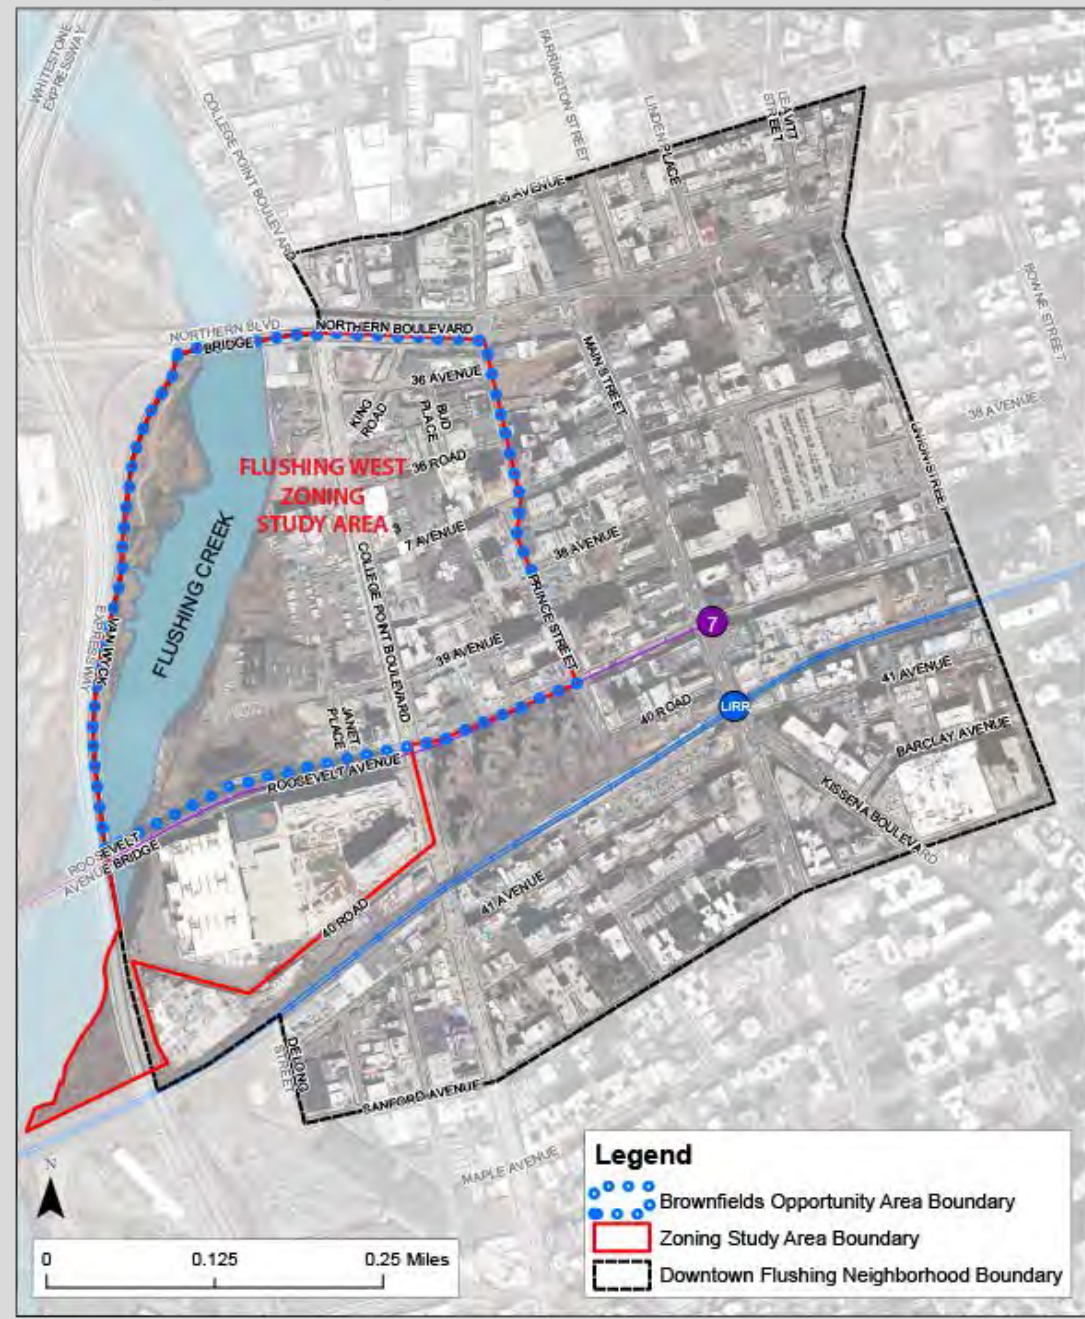 WHITESTONE
EXPRESSWAY
COLLEGE POINT BOULEVARD
FARRINGTON STREET
LINDEN PLACE
LEAVITT
STREET
35 AVENUE
BOWNE STREET
NORTHERN BLVD
BRIDGE
NORTHERN BOULEVARD
MAIN STREET
36 AVENUE
KING
ROAD
BUD
PLACE
36 ROAD
38 AVENUE
UNION STREET
FLUSHING WEST
ZONING
STUDY AREA
7 AVENUE
38 AVENUE
FLUSHING CREEK
COLLEGE POINT BOULEVARD
PRINCE STREET
VAN WYCK
EXPRESSWAY
7
39 AVENUE
41 AVENUE
JANET
PLACE
40 ROAD
LIRR
BARCLAY AVENUE
ROOSEVELT AVENUE
KISSENA BOULEVARD
ROOSEVELT
AVENUE BRIDGE
41 AVENUE
40 ROAD
DELONG
STREET
SANFORD AVENUE
MAPLE AVENUE
N
0 0.125 0.25 Miles
Legend
Brownfields Opportunity Area Boundary
Zoning Study Area Boundary
Downtown Flushing Neighborhood Boundary